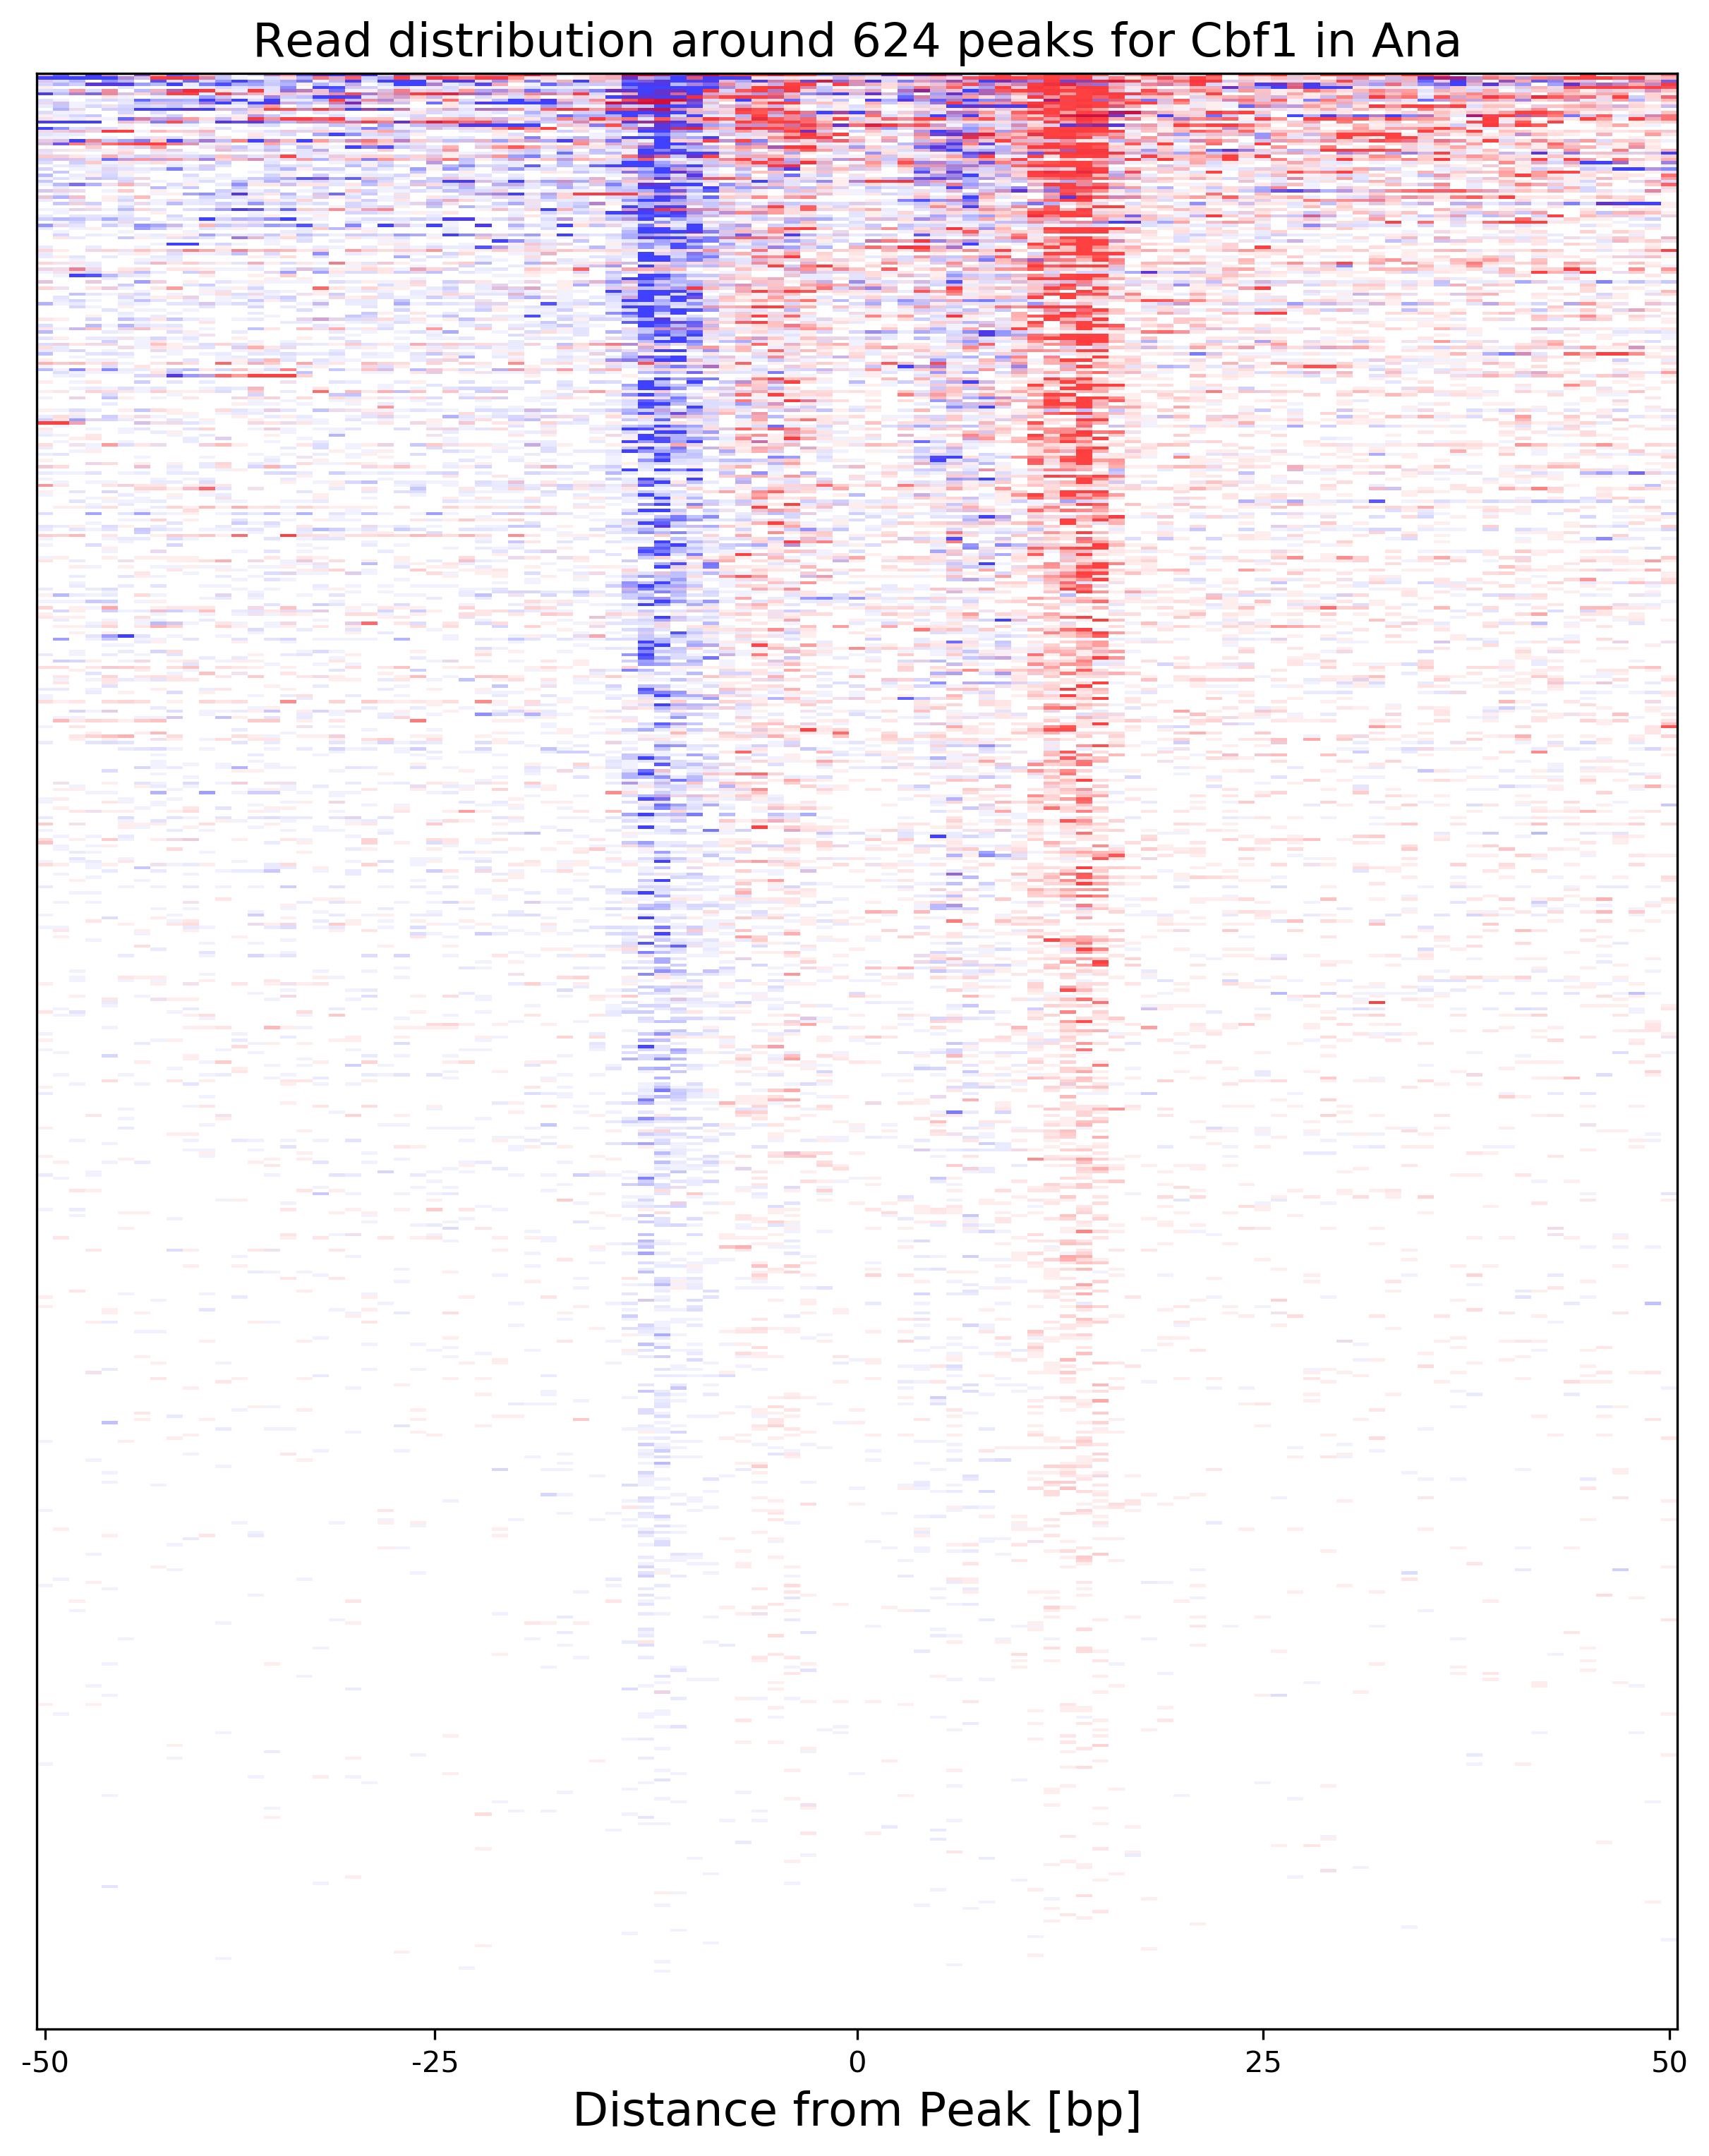 Read distribution around 624 peaks for Cbf1 in Ana
-50 -25 0 25 50
Distance from Peak [bp]